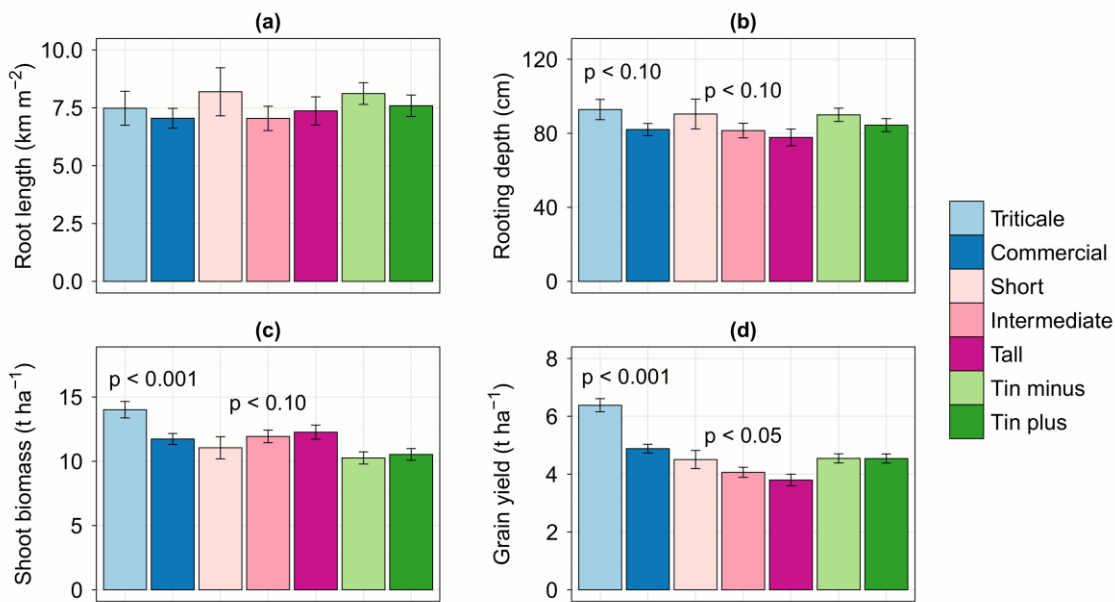 (a)
Root length (km m⁻²)
10.0
7.5
5.0
2.5
0.0
(b)
Rooting depth (cm)
120
80
40
0
p < 0.10
p < 0.10
(c)
Shoot biomass (t ha⁻¹)
15
10
5
0
p < 0.001
p < 0.10
(d)
Grain yield (t ha⁻¹)
8
6
4
2
0
p < 0.001
p < 0.05
Triticale
Commercial
Short
Intermediate
Tall
Tin minus
Tin plus